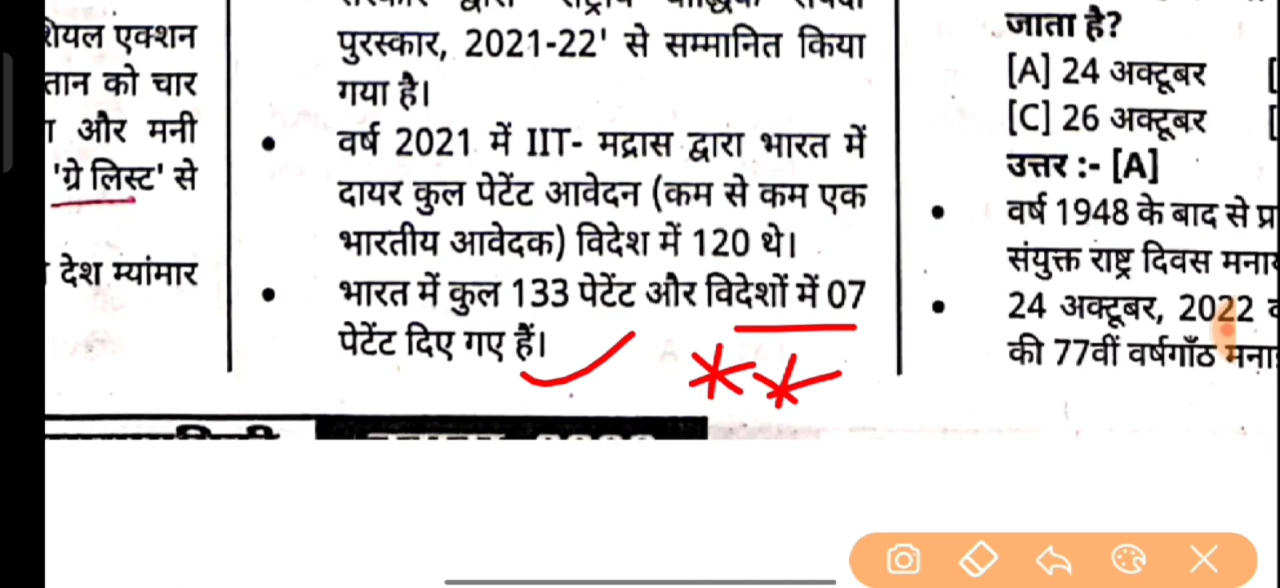 शियल एक्शन
तान को चार
और मनी
'ग्रे लिस्ट' से
देश म्यांमार
पुरस्कार, 2021-22' से सम्मानित किया
गया है।
• वर्ष 2021 में IIT- मद्रास द्वारा भारत में
दायर कुल पेटेंट आवेदन (कम से कम एक
भारतीय आवेदक) विदेश में 120 थे।
• भारत में कुल 133 पेटेंट और विदेशों में 07
पेटेंट दिए गए हैं।
जाता है?
[A] 24 अक्टूबर
[C] 26 अक्टूबर
उत्तर :- [A]
• वर्ष 1948 के बाद से
संयुक्त राष्ट्र दिवस
• 24 अक्टूबर, 2022
की 77वीं वर्षगाँठ